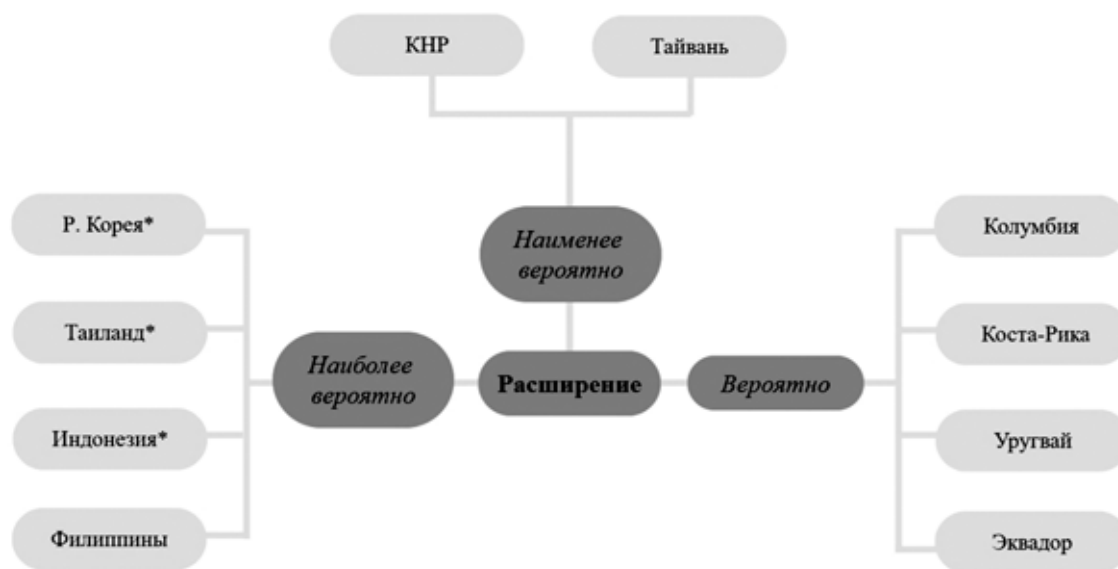 КНР
Тайвань
Наименее
вероятно
Р. Корея*
Таиланд*
Индонезия*
Филиппины
Наиболее
вероятно
Расширение
Вероятно
Колумбия
Коста-Рика
Уругвай
Эквадор